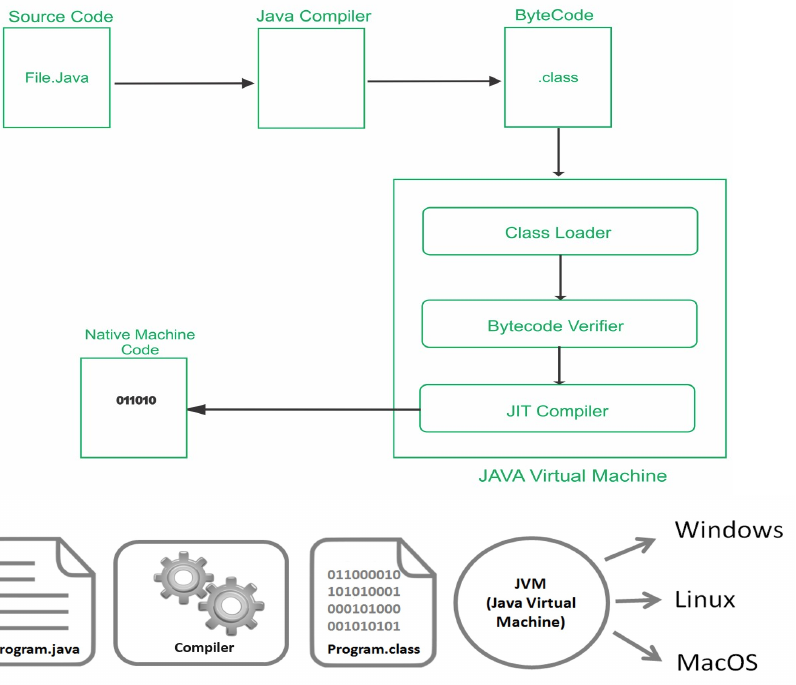 Source Code
Java Compiler
ByteCode
File.Java
.class
Class Loader
Bytecode Verifier
JIT Compiler
JAVA Virtual Machine
Native Machine
Code
011010
rogram.java
Compiler
011000010
101010001
000101000
001010101
Program.class
JVM
(Java Virtual
Machine)
Windows
Linux
MacOS